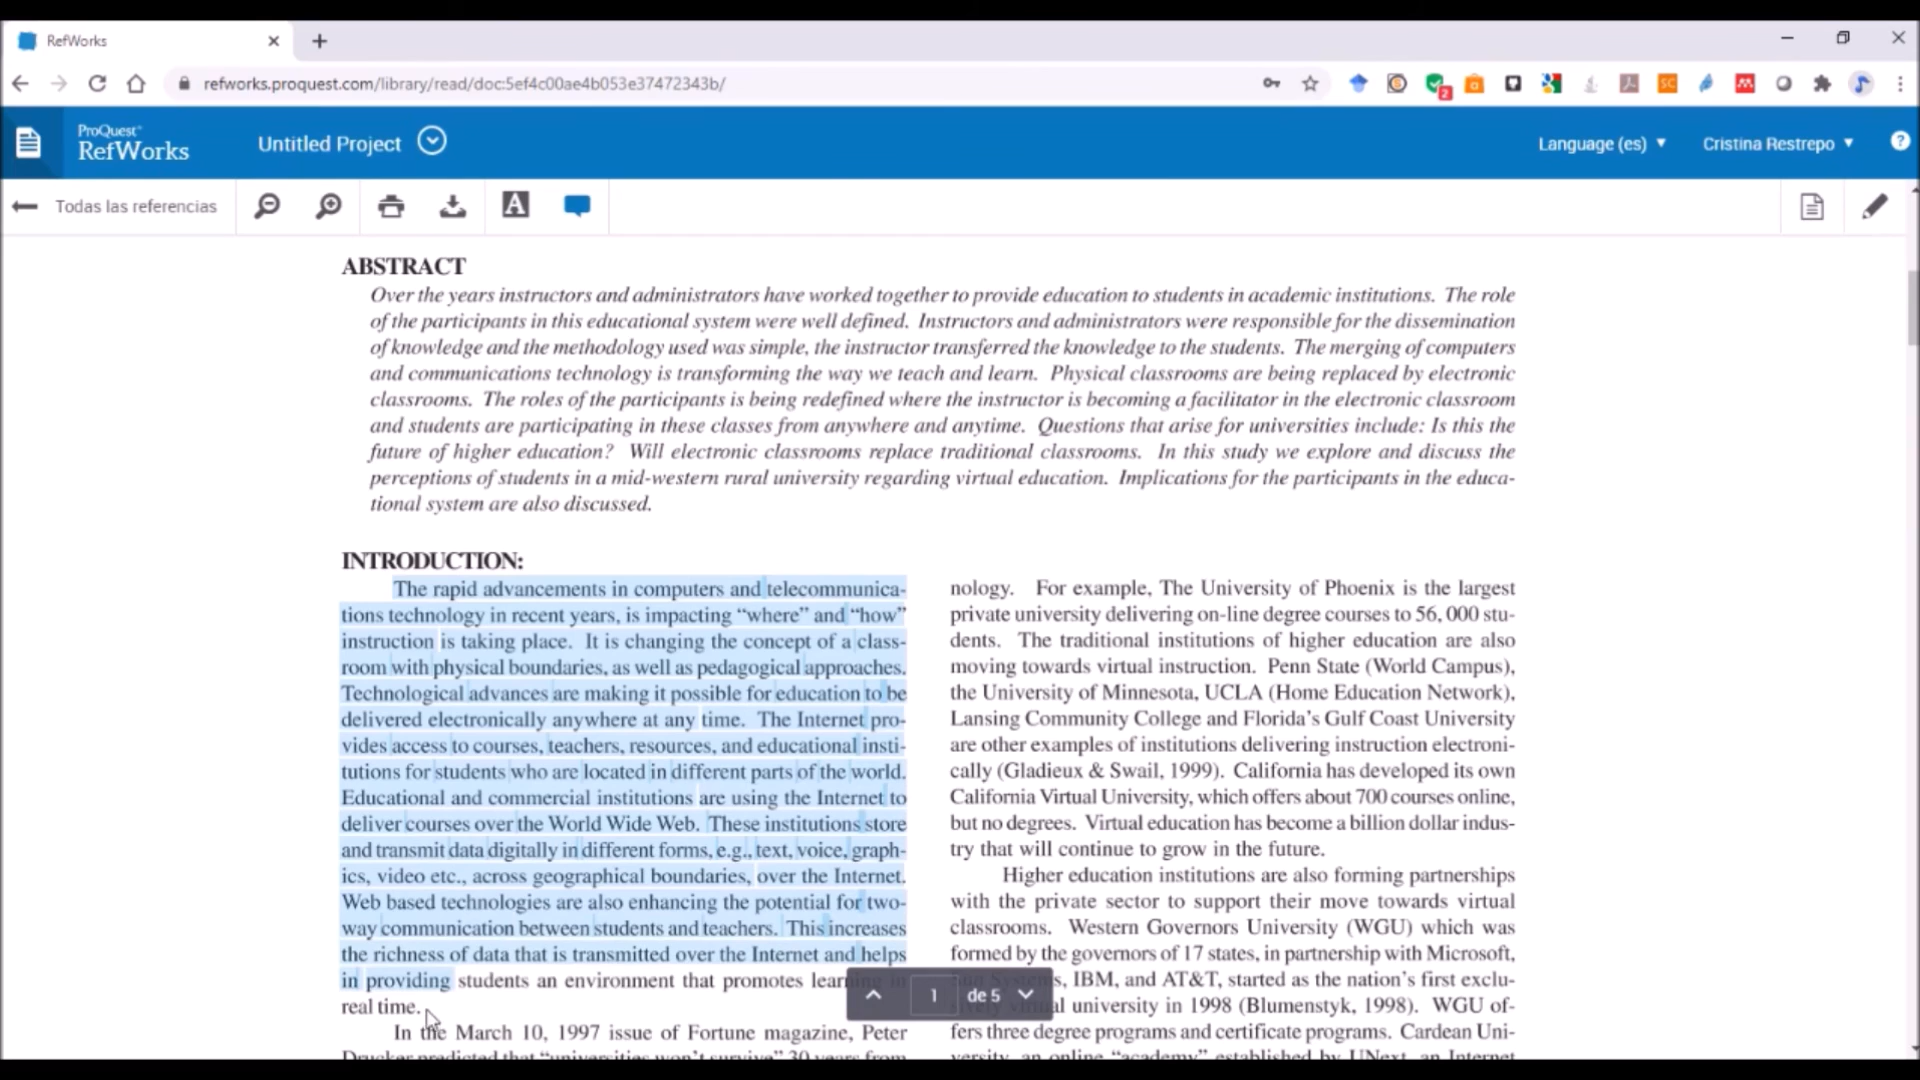 RefWorks
refworks.proquest.com/library/read/doc:5ef4c00ae4b053e37472343b/
2
SC
ProQuest
RefWorks
Untitled Project
Language (es)
Cristina Restrepo
?
Todas las referencias
A
ABSTRACT
Over the years instructors and administrators have worked together to provide education to students in academic institutions. The role
of the participants in this educational system were well defined. Instructors and administrators were responsible for the dissemination
of knowledge and the methodology used was simple, the instructor transferred the knowledge to the students. The merging of computers
and communications technology is transforming the way we teach and learn. Physical classrooms are being replaced by electronic
classrooms. The roles of the participants is being redefined where the instructor is becoming a facilitator in the electronic classroom
and students are participating in these classes from anywhere and anytime. Questions that arise for universities include: Is this the
future of higher education? Will electronic classrooms replace traditional classrooms. In this study we explore and discuss the
perceptions of students in a mid-western rural university regarding virtual education. Implications for the participants in the educa-
tional system are also discussed.
INTRODUCTION:
The rapid advancements in computers and telecommunica-
tions technology in recent years, is impacting “where” and “how”
instruction is taking place. It is changing the concept of a class-
room with physical boundaries, as well as pedagogical approaches.
Technological advances are making it possible for education to be
delivered electronically anywhere at any time. The Internet pro-
vides access to courses, teachers, resources, and educational insti-
tutions for students who are located in different parts of the world.
Educational and commercial institutions are using the Internet to
deliver courses over the World Wide Web. These institutions store
and transmit data digitally in different forms, e.g., text, voice, graph-
ics, video etc., across geographical boundaries, over the Internet.
Web based technologies are also enhancing the potential for two-
way communication between students and teachers. This increases
the richness of data that is transmitted over the Internet and helps
in providing students an environment that promotes learning in
real time.
In the March 10, 1997 issue of Fortune magazine, Peter
Drucker predicted that “universities won't survive” 30 years from
nology. For example, The University of Phoenix is the largest
private university delivering on-line degree courses to 56, 000 stu-
dents. The traditional institutions of higher education are also
moving towards virtual instruction. Penn State (World Campus),
the University of Minnesota, UCLA (Home Education Network),
Lansing Community College and Florida’s Gulf Coast University
are other examples of institutions delivering instruction electroni-
cally (Gladieux & Swail, 1999). California has developed its own
California Virtual University, which offers about 700 courses online,
but no degrees. Virtual education has become a billion dollar indus-
try that will continue to grow in the future.
Higher education institutions are also forming partnerships
with the private sector to support their move towards virtual
classrooms. Western Governors University (WGU) which was
formed by the governors of 17 states, in partnership with Microsoft,
IBM, and AT&T, started as the nation’s first exclu-
university in 1998 (Blumenstyk, 1998). WGU of-
fers three degree programs and certificate programs. Cardean Uni-
versity, an online “academy” established by UNext, an Internet
1 de 5